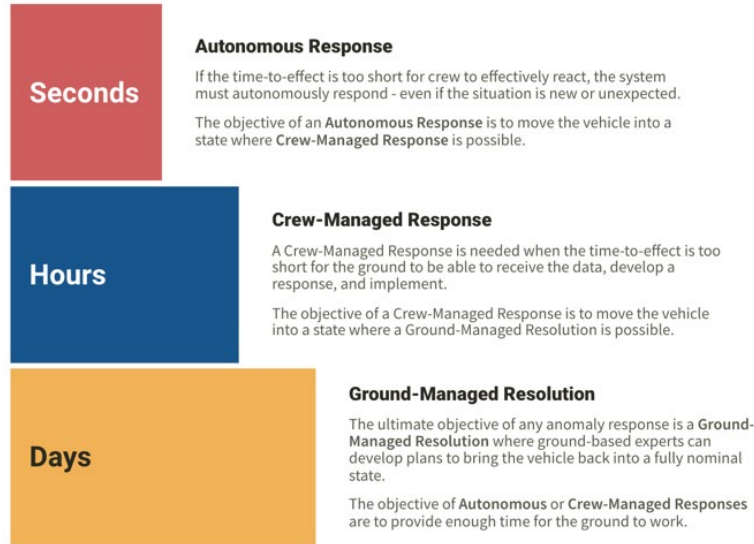 Seconds
Autonomous Response
If the time-to-effect is too short for crew to effectively react, the system
must autonomously respond - even if the situation is new or unexpected.
The objective of an Autonomous Response is to move the vehicle into a
state where Crew-Managed Response is possible.
Hours
Crew-Managed Response
A Crew-Managed Response is needed when the time-to-effect is too
short for the ground to be able to receive the data, develop a
response, and implement.
The objective of a Crew-Managed Response is to move the vehicle
into a state where a Ground-Managed Resolution is possible.
Days
Ground-Managed Resolution
The ultimate objective of any anomaly response is a Ground-
Managed Resolution where ground-based experts can
develop plans to bring the vehicle back into a fully nominal
state.
The objective of Autonomous or Crew-Managed Responses
are to provide enough time for the ground to work.